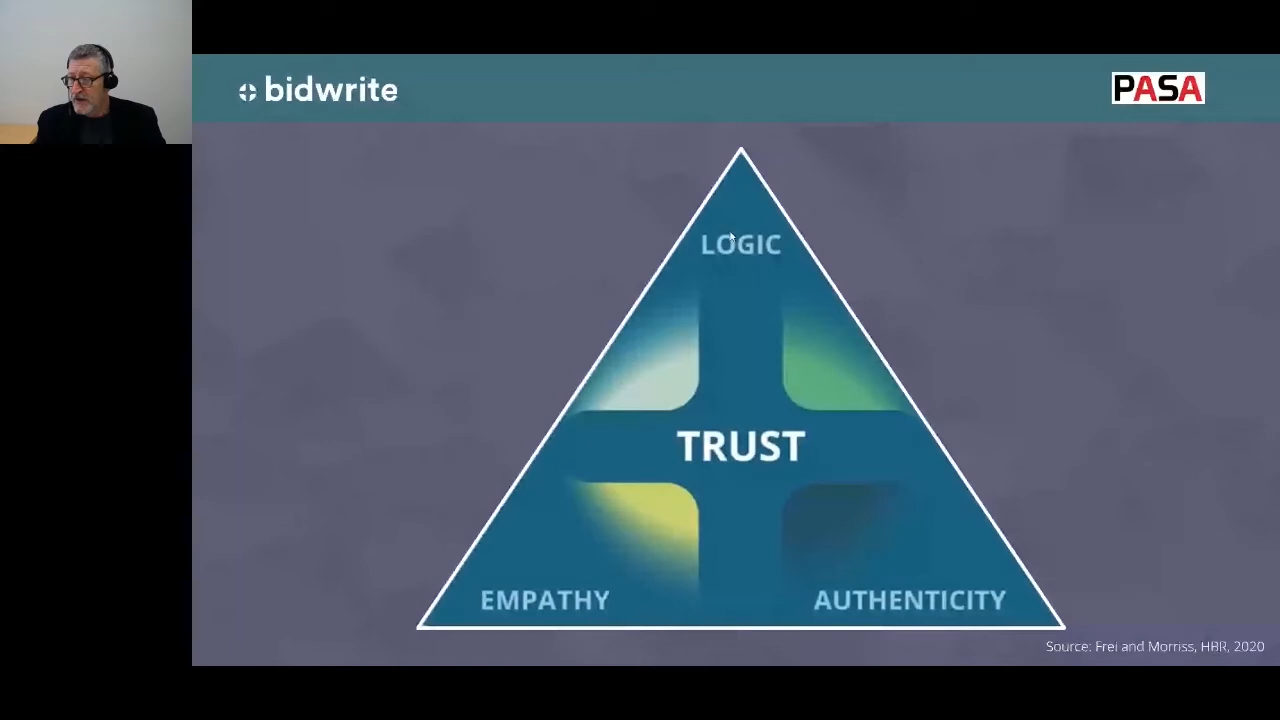 bidwrite
PASA
LOGIC
TRUST
EMPATHY
AUTHENTICITY
Source: Frei and Morriss, HBR, 2020